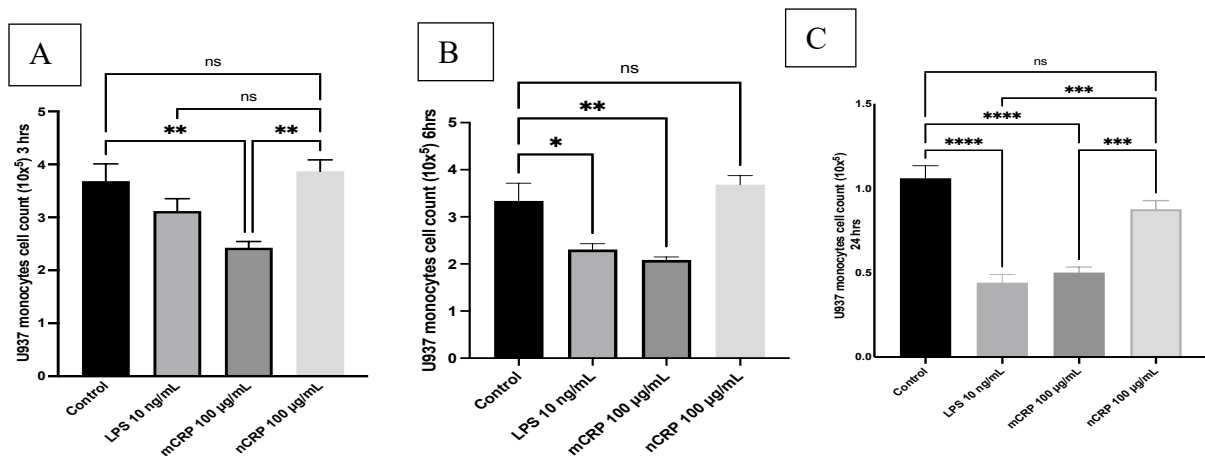 A
ns
ns
**
**
U937 monocytes cell count (10x⁵) 3 hrs
5
4
3
2
1
0
Control
LPS 10 ng/mL
mCRP 100 µg/mL
nCRP 100 µg/mL
B
ns
**
*
U937 monocytes cell count (10x⁵) 6hrs
5
4
3
2
1
0
Control
LPS 10 ng/mL
mCRP 100 µg/mL
nCRP 100 µg/mL
C
ns
***
****
****
***
U937 monocytes cell count (10x⁵)
24 hrs
1.5
1.0
0.5
0.0
Control
LPS 10 ng/mL
mCRP 100 µg/mL
nCRP 100 µg/mL